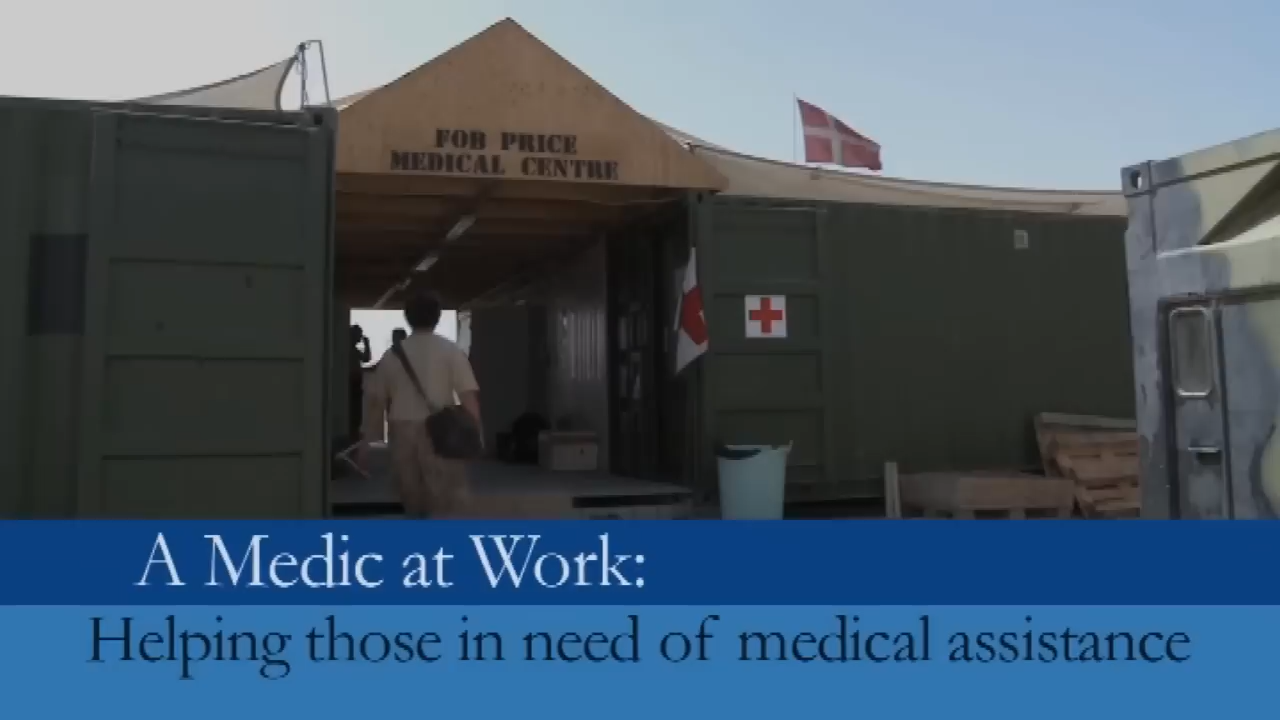 FOB PRICE
MEDICAL CENTRE
A Medic at Work:
Helping those in need of medical assistance